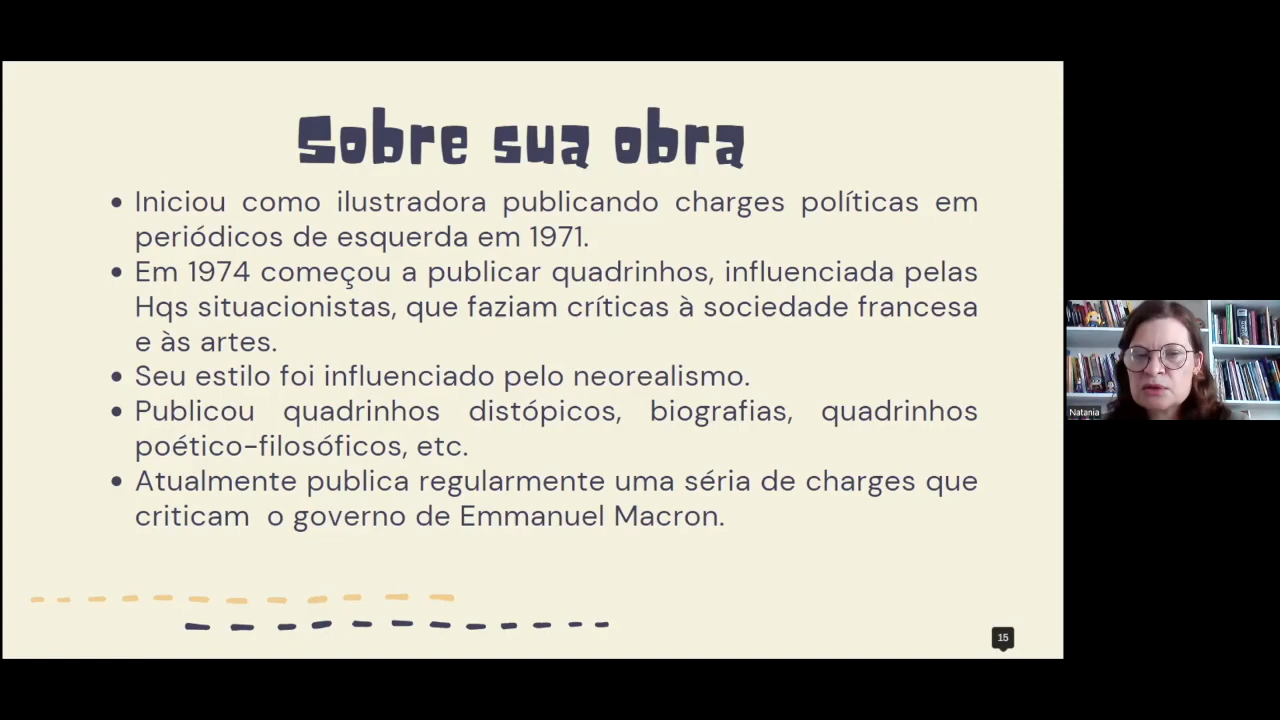 Sobre sua obra
• Iniciou como ilustradora publicando charges políticas em
periódicos de esquerda em 1971.
• Em 1974 começou a publicar quadrinhos, influenciada pelas
Hqs situacionistas, que faziam críticas à sociedade francesa
e às artes.
• Seu estilo foi influenciado pelo neorealismo.
• Publicou quadrinhos distópicos, biografias, quadrinhos
poético-filosóficos, etc.
• Atualmente publica regularmente uma séria de charges que
criticam o governo de Emmanuel Macron.
15
Natania